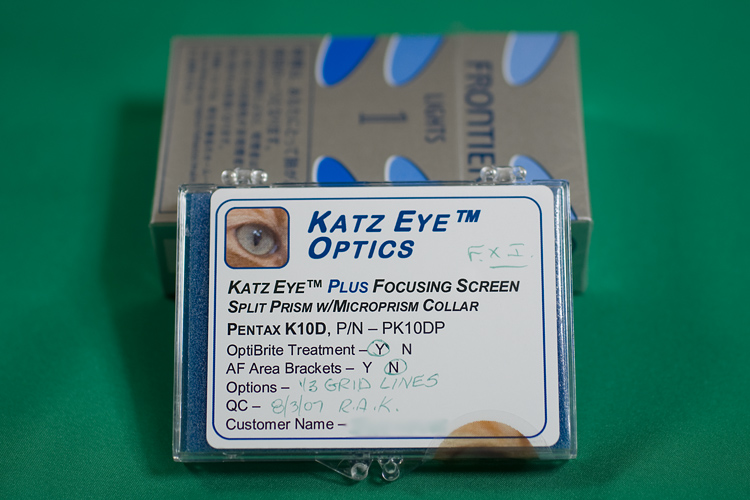 FRONTIER
LIGHTS
1
KATZ EYE™
OPTICS
F.X I.
KATZ EYE™ PLUS FOCUSING SCREEN
SPLIT PRISM W/MICROPRISM COLLAR
PENTAX K10D, P/N – PK10DP
OptiBrite Treatment – Y N
AF Area Brackets – Y N
Options – 1/3 GRID LINES
QC – 8/3/07 R.A.K.
Customer Name –